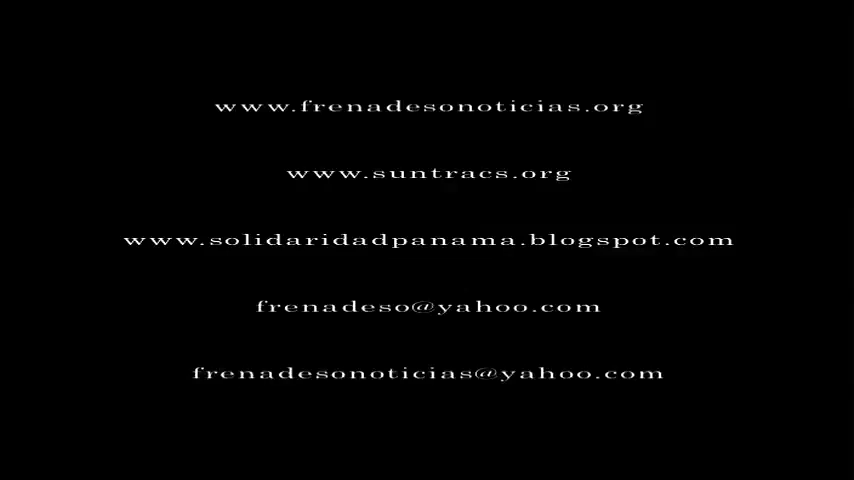 www.frenadesonoticias.org
www.suntracs.org
www.solidaridadpanama.blogspot.com
frenadeso@yahoo.com
frenadesonoticias@yahoo.com